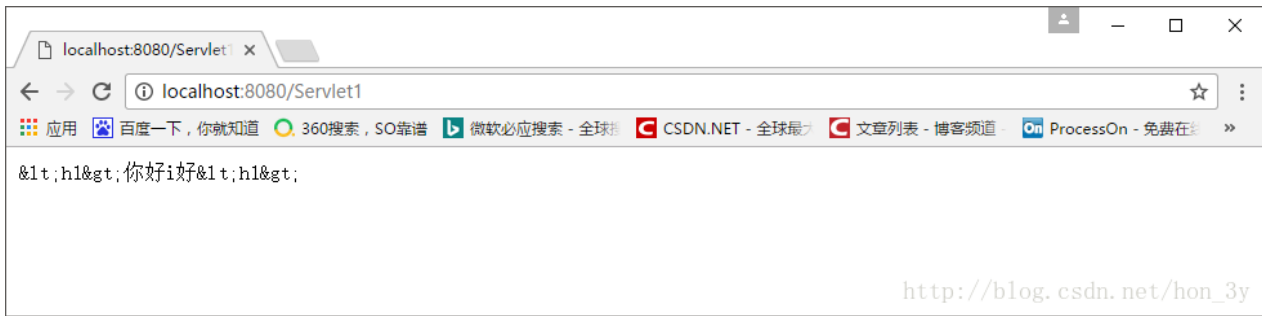 localhost:8080/Servlet1
localhost:8080/Servlet1
应用 百度一下，你就知道 360搜索，SO靠谱 微软必应搜索 - 全球 CSDN.NET - 全球最大 文章列表 - 博客频道 - ProcessOn - 免费在 »
&lt;h1&gt;你好i好&lt;h1&gt;
http://blog.csdn.net/hon_3y